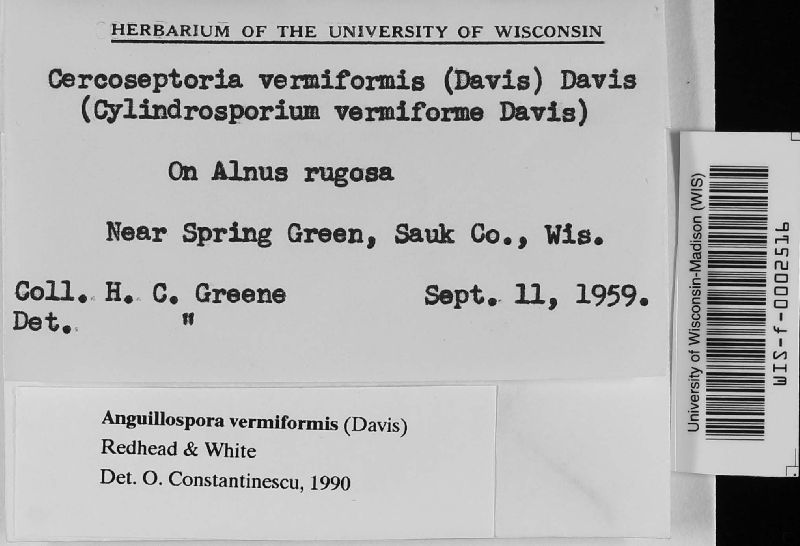 HERBARIUM OF THE UNIVERSITY OF WISCONSIN
Cercoseptoria vermiformis (Davis) Davis
(Cylindrosporium vermiforme Davis)
On Alnus rugosa
Near Spring Green, Sauk Co., Wis.
Coll. H. C. Greene Sept. 11, 1959.
Det. "
Anguillospora vermiformis (Davis)
Redhead & White
Det. O. Constantinescu, 1990
University of Wisconsin-Madison (WIS)
WIS-f-0002516